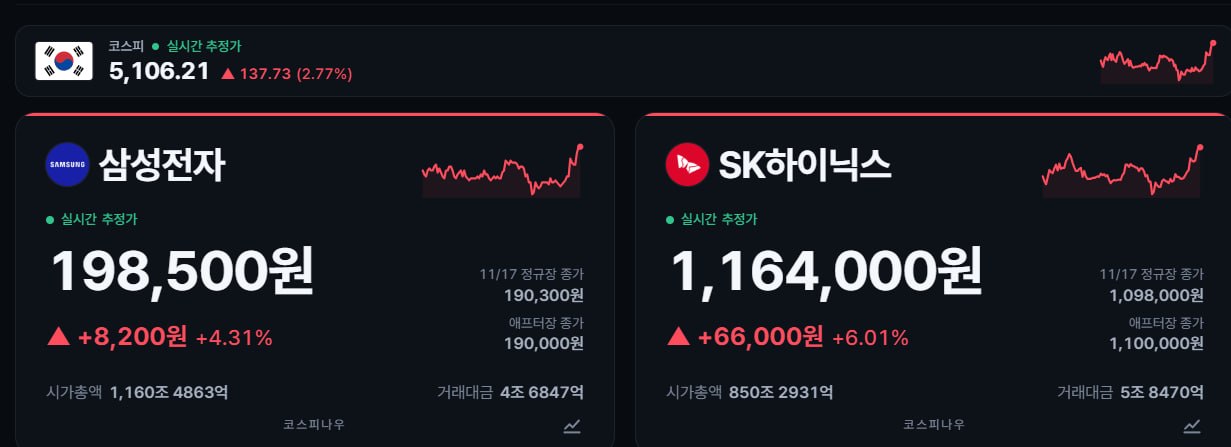 코스피 ● 실시간 추정가
5,106.21 ▲ 137.73 (2.77%)
SAMSUNG 삼성전자
● 실시간 추정가
198,500원
11/17 정규장 종가
190,300원
▲ +8,200원 +4.31%
애프터장 종가
190,000원
시가총액 1,160조 4863억
거래대금 4조 6847억
코스피나우
SK하이닉스
● 실시간 추정가
1,164,000원
11/17 정규장 종가
1,098,000원
▲ +66,000원 +6.01%
애프터장 종가
1,100,000원
시가총액 850조 2931억
거래대금 5조 8470억
코스피나우